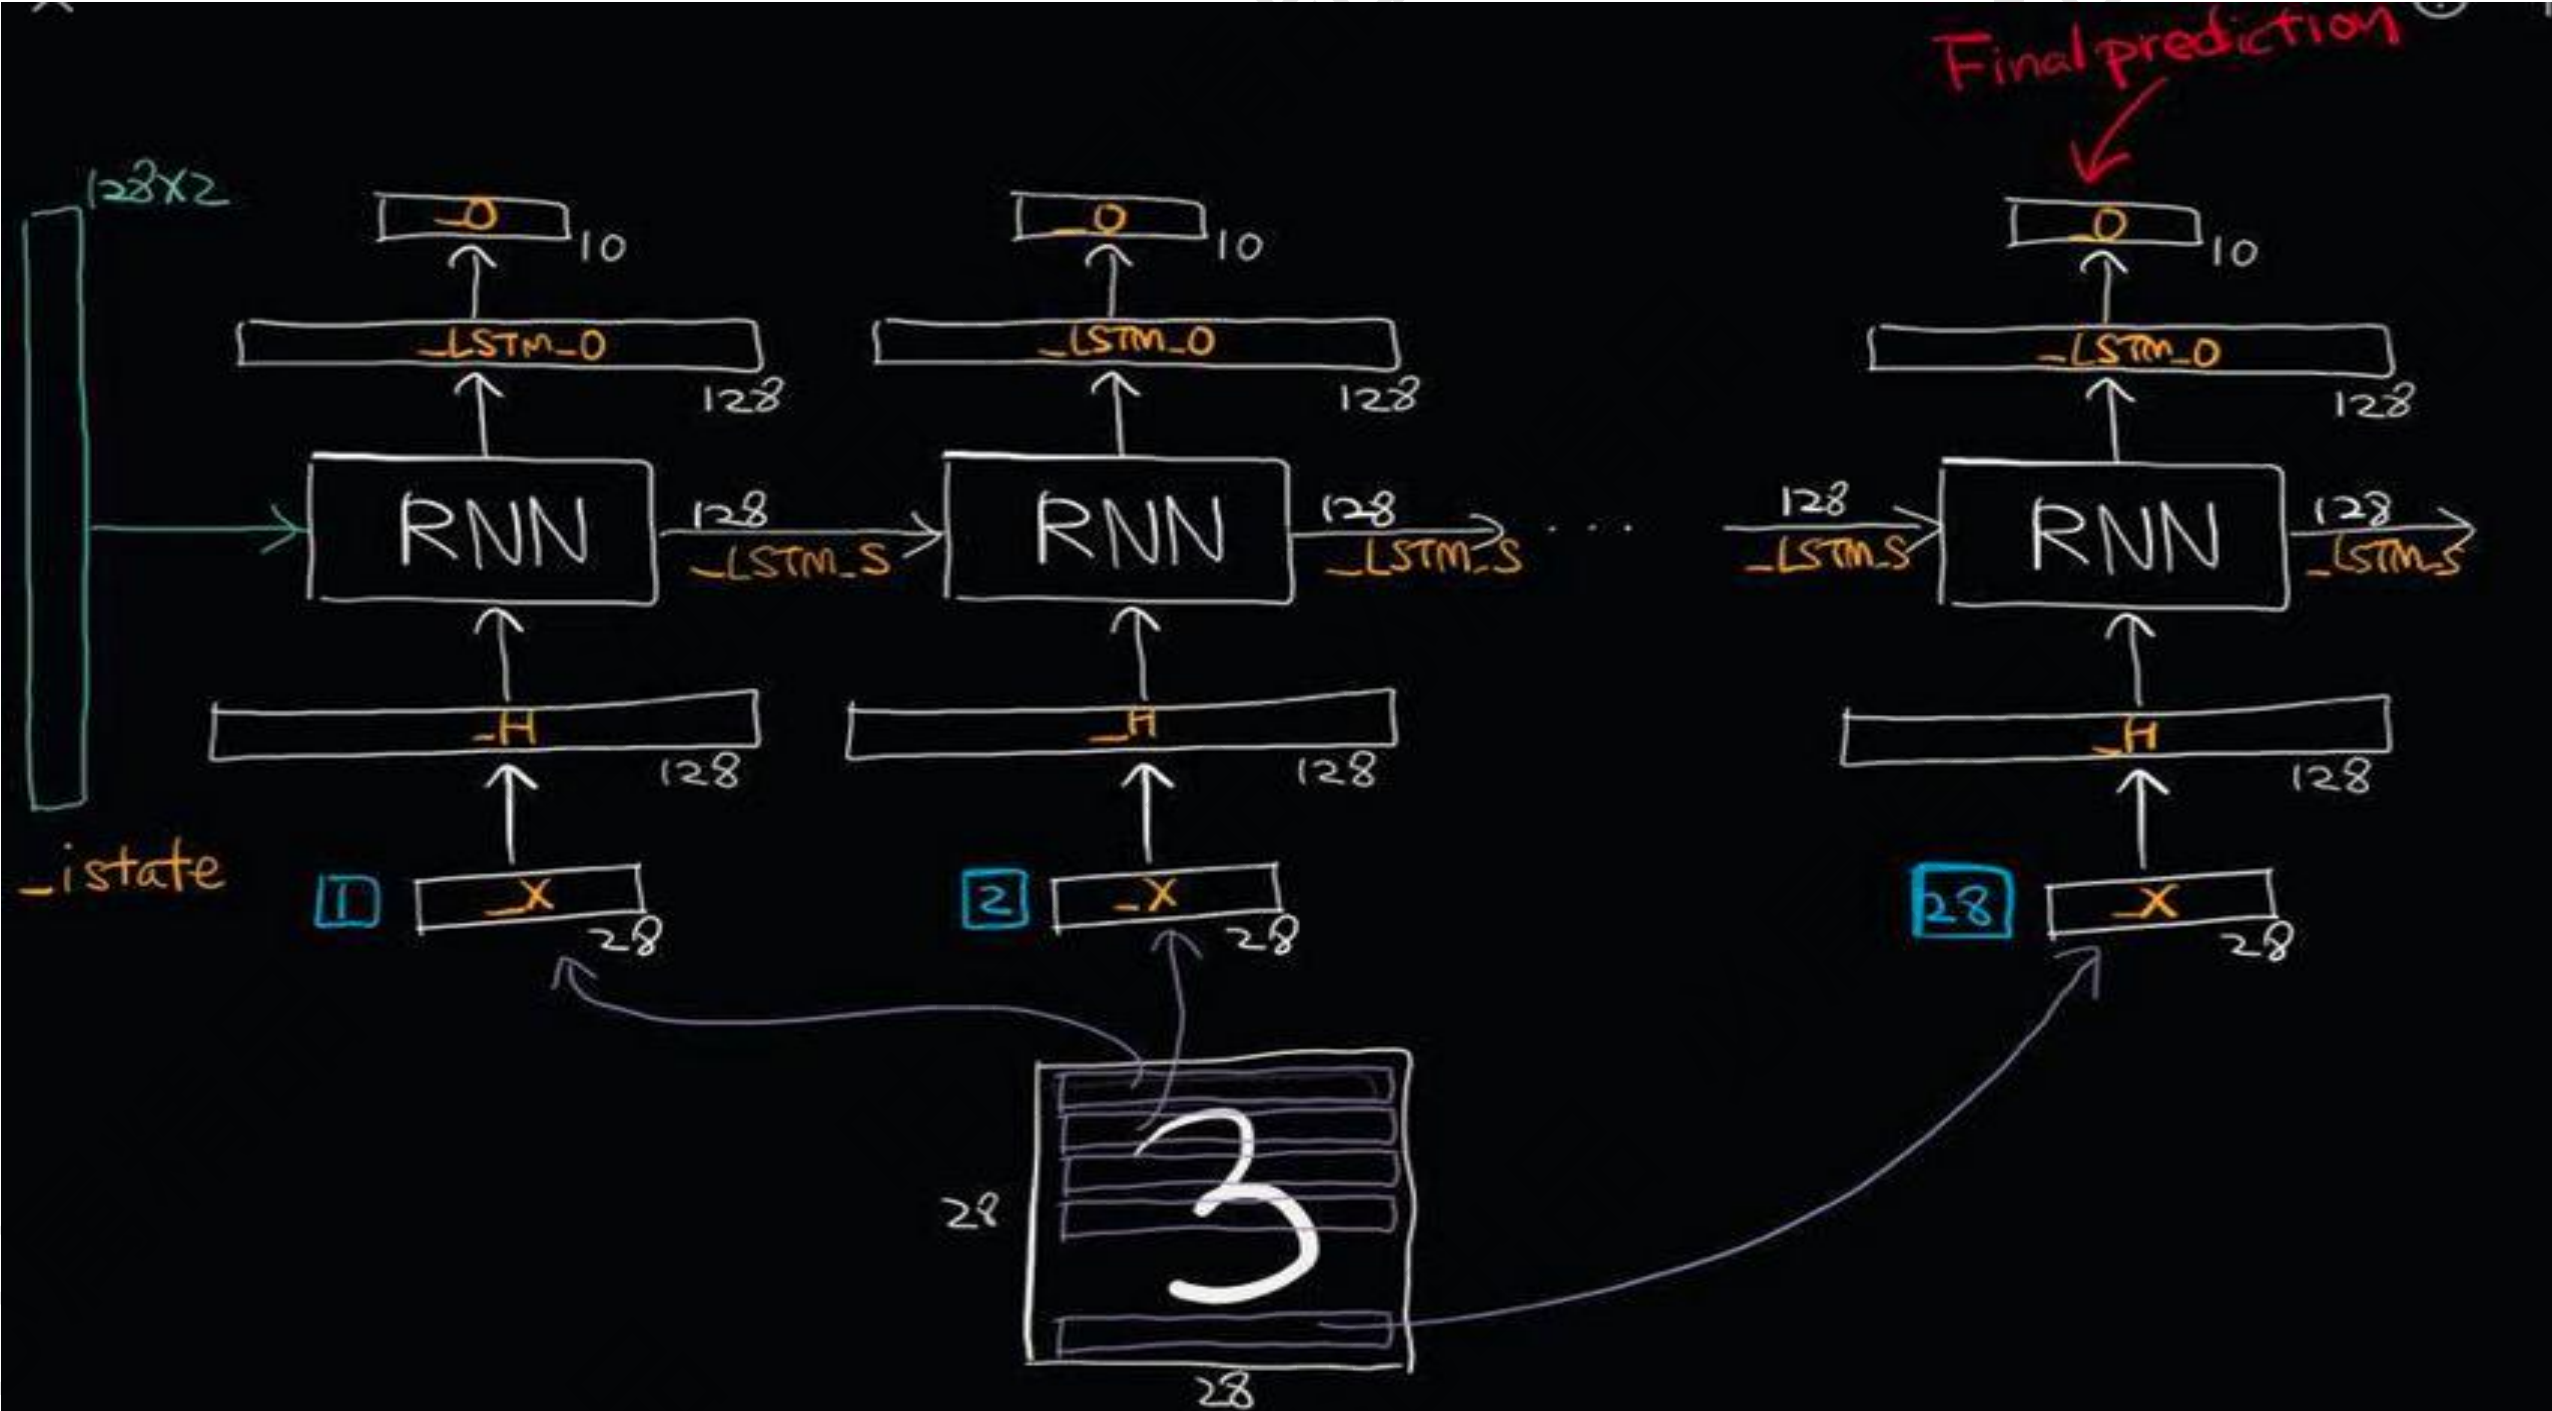 Final prediction
128X2
_O
10
_O
10
_O
10
_LSTM_O
128
_LSTM_O
128
_LSTM_O
128
RNN
128
_LSTM_S
RNN
128
_LSTM_S
....
128
_LSTM_S
RNN
128
_LSTM_S
_H
128
_H
128
_H
128
_istate
1
_X
28
2
_X
28
28
_X
28
3
28
28